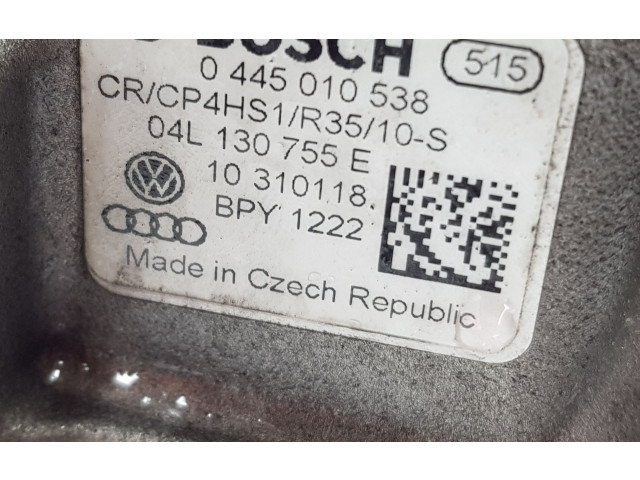 BOSCH 515
0 445 010 538
CR/CP4HS1/R35/10-S
04L 130 755 E
10 310118
BPY 1222
Made in Czech Republic